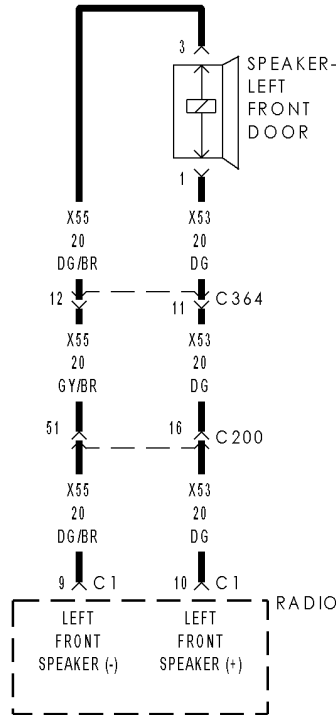 3
SPEAKER-
LEFT
FRONT
DOOR
1
X55 X53
20 20
DG/BR DG
12 11 C364
X55 X53
20 20
GY/BR DG
51 16 C200
X55 X53
20 20
DG/BR DG
9 C1 10 C1
RADIO
LEFT LEFT
FRONT FRONT
SPEAKER (-) SPEAKER (+)